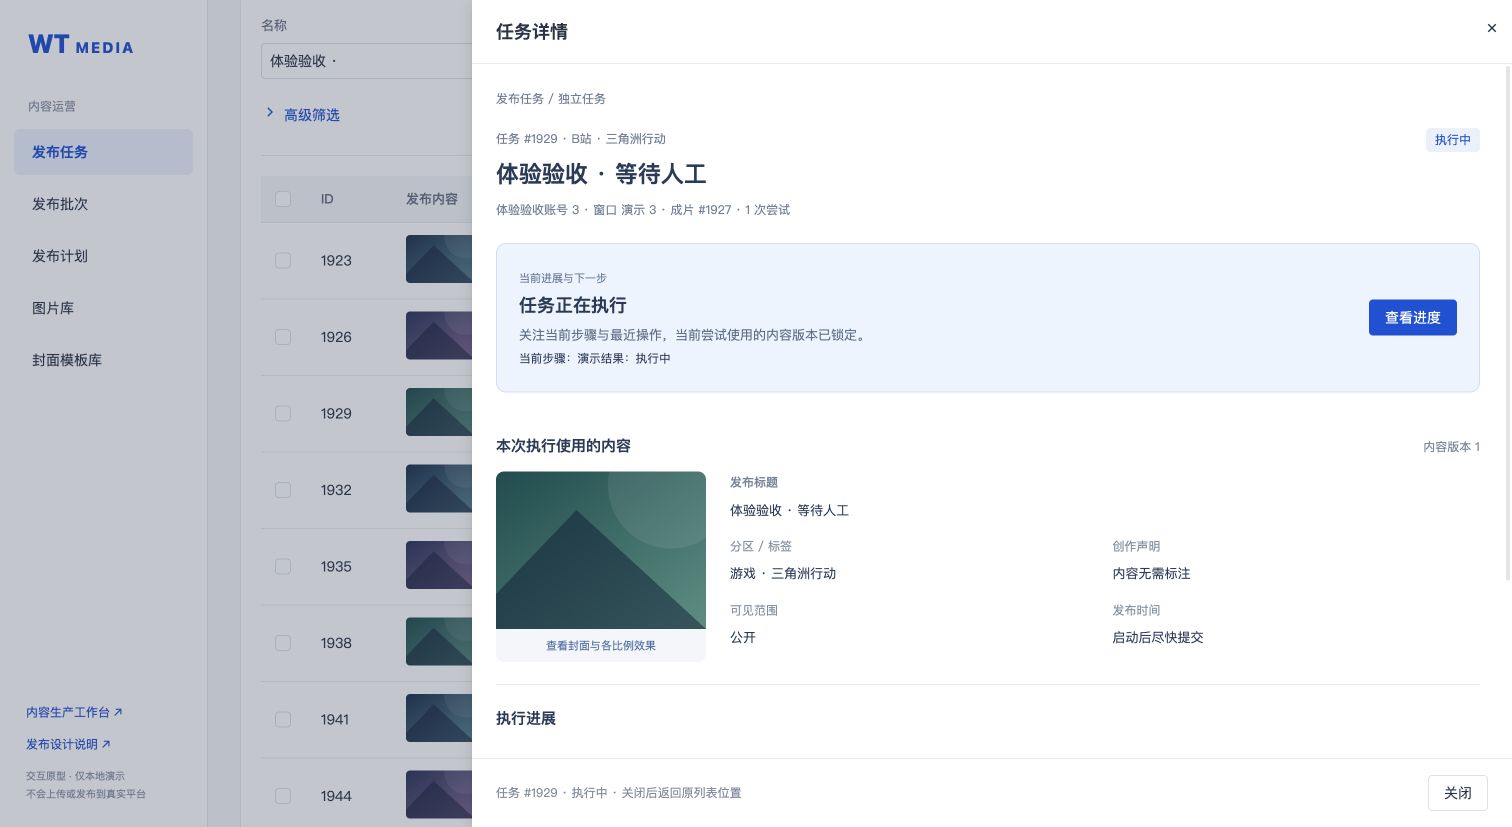 WT MEDIA
内容运营
发布任务
发布批次
发布计划
图片库
封面模板库
内容生产工作台 ↗
发布设计说明 ↗
交互原型 · 仅本地演示
不会上传或发布到真实平台
名称
体验验收 ·
高级筛选
ID 发布内容
1923
1926
1929
1932
1935
1938
1941
1944
任务详情 ×
发布任务 / 独立任务
任务 #1929 · B站 · 三角洲行动 执行中
体验验收 · 等待人工
体验验收账号 3 · 窗口 演示 3 · 成片 #1927 · 1 次尝试
当前进展与下一步
任务正在执行
关注当前步骤与最近操作，当前尝试使用的内容版本已锁定。
当前步骤：演示结果：执行中
查看进度
本次执行使用的内容 内容版本 1
查看封面与各比例效果
发布标题
体验验收 · 等待人工
分区 / 标签 创作声明
游戏 · 三角洲行动 内容无需标注
可见范围 发布时间
公开 启动后尽快提交
执行进展
任务 #1929 · 执行中 · 关闭后返回原列表位置 关闭